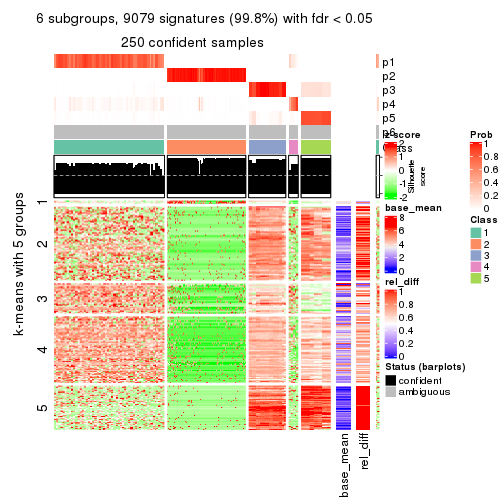 6 subgroups, 9079 signatures (99.8%) with fdr < 0.05
250 confident samples
p1
p2
p3
p4
p5
p6
Class
Silhouette
score
k-means with 5 groups
1
2
3
4
5
base_mean
rel_diff
z_score
2
1
0
-1
-2
base_mean
8
6
4
2
0
rel_diff
1
0.8
0.6
0.4
0.2
0
Status (barplots)
confident
ambiguous
Prob
1
0.8
0.6
0.4
0.2
0
Class
1
2
3
4
5